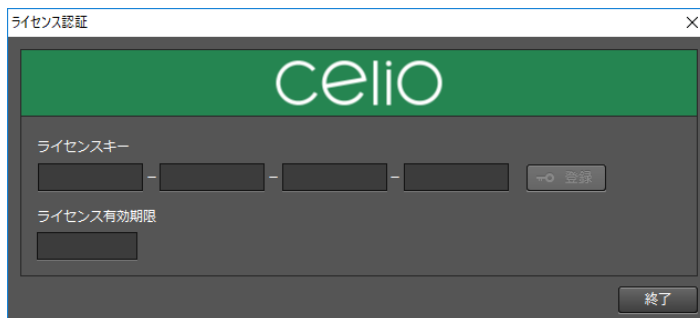 ライセンス認証
celio
ライセンスキー
– – –
登録
ライセンス有効期限
終了